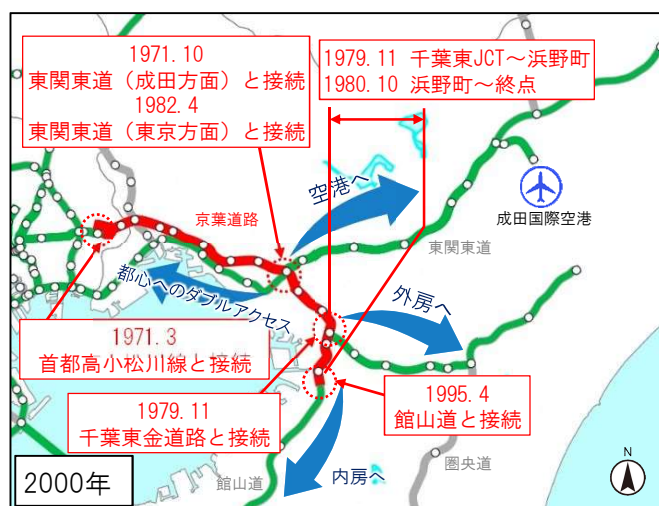 1971.10
東関東道（成田方面）と接続
1982.4
東関東道（東京方面）と接続
1979.11 千葉東JCT～浜野町
1980.10 浜野町～終点
空港へ
成田国際空港
京葉道路
東関東道
都心へのダブルアクセス
外房へ
1971.3
首都高小松川線と接続
1979.11
千葉東金道路と接続
1995.4
館山道と接続
内房へ
圏央道
館山道
2000年
N